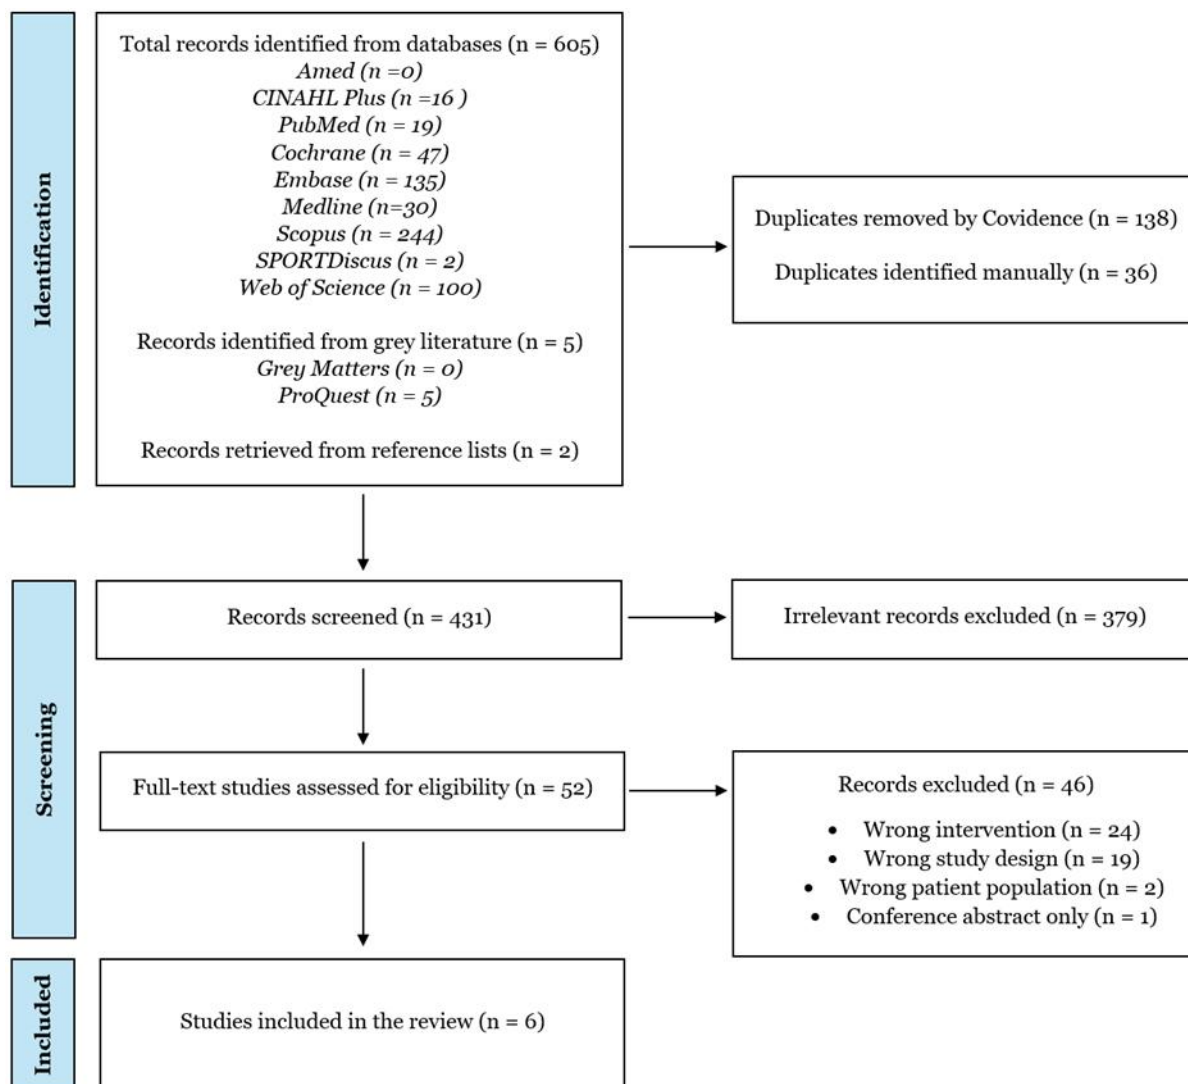 Identification
Total records identified from databases (n = 605)
Amed (n =0)
CINAHL Plus (n =16 )
PubMed (n = 19)
Cochrane (n = 47)
Embase (n = 135)
Medline (n=30)
Scopus (n = 244)
SPORTDiscus (n = 2)
Web of Science (n = 100)
Records identified from grey literature (n = 5)
Grey Matters (n = 0)
ProQuest (n = 5)
Records retrieved from reference lists (n = 2)
Duplicates removed by Covidence (n = 138)
Duplicates identified manually (n = 36)
Screening
Records screened (n = 431)
Irrelevant records excluded (n = 379)
Full-text studies assessed for eligibility (n = 52)
Records excluded (n = 46)
• Wrong intervention (n = 24)
• Wrong study design (n = 19)
• Wrong patient population (n = 2)
• Conference abstract only (n = 1)
Included
Studies included in the review (n = 6)